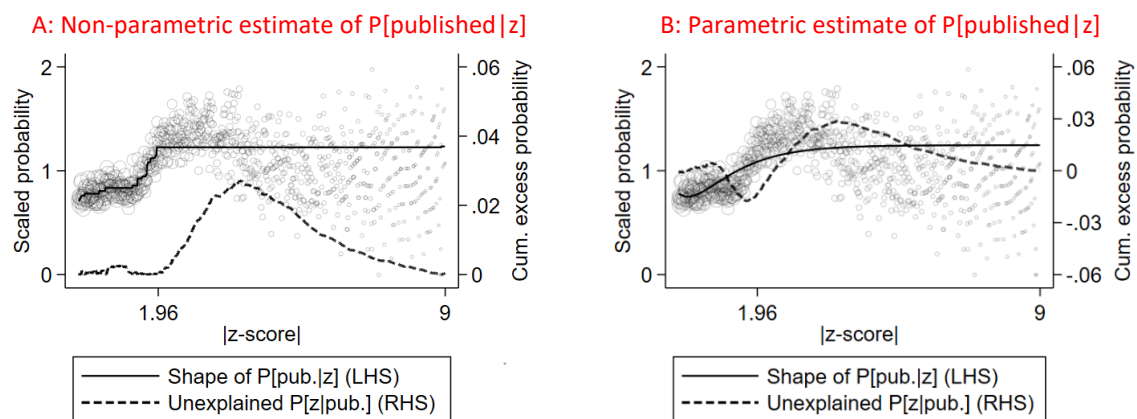 A: Non-parametric estimate of P[published|z]
2
1
0
Scaled probability
.06
.04
.02
0
Cum. excess probability
1.96
9
|z-score|
Shape of P[pub.|z] (LHS)
Unexplained P[z|pub.] (RHS)
B: Parametric estimate of P[published|z]
2
1
0
Scaled probability
.06
.03
0
-.03
-.06
Cum. excess probability
1.96
9
|z-score|
Shape of P[pub.|z] (LHS)
Unexplained P[z|pub.] (RHS)